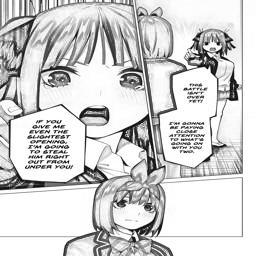 THIS
BATTLE
ISN'T
OVER
YET!
I'M GONNA
BE PAYING
CLOSE
ATTENTION
TO WHAT'S
GOING ON
WITH YOU
TWO.
IF YOU
GIVE ME
EVEN THE
SLIGHTEST
OPENING,
I'M GOING
TO STEAL
HIM RIGHT
OUT FROM
UNDER YOU!